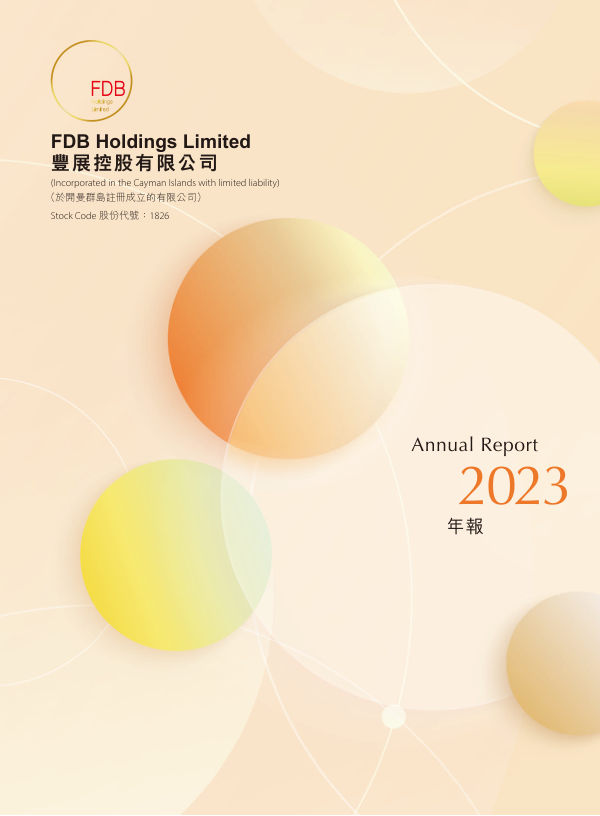 FDB
Holdings
Limited
FDB Holdings Limited
豐展控股有限公司
(Incorporated in the Cayman Islands with limited liability)
（於開曼群島註冊成立的有限公司）
Stock Code 股份代號：1826
Annual Report
2023
年報